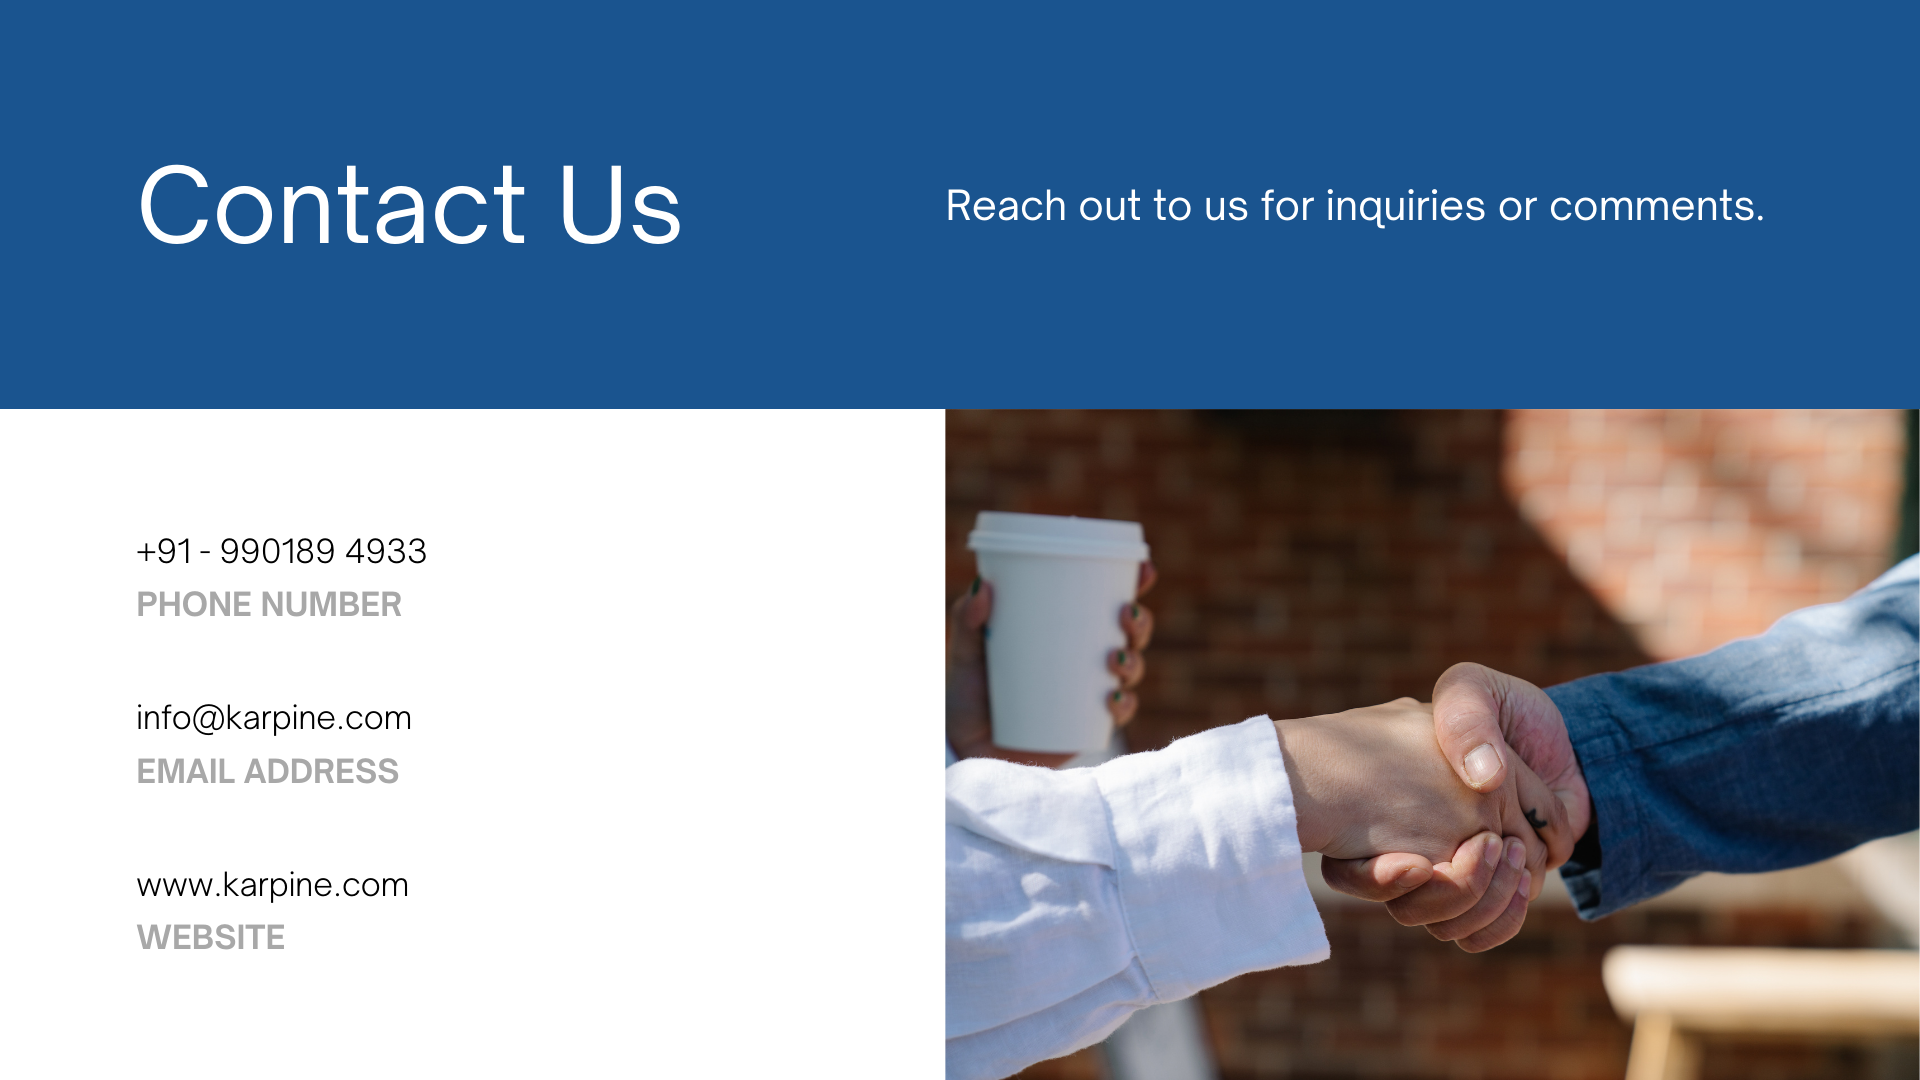 Contact Us
Reach out to us for inquiries or comments.
+91 - 990189 4933
PHONE NUMBER
info@karpine.com
EMAIL ADDRESS
www.karpine.com
WEBSITE